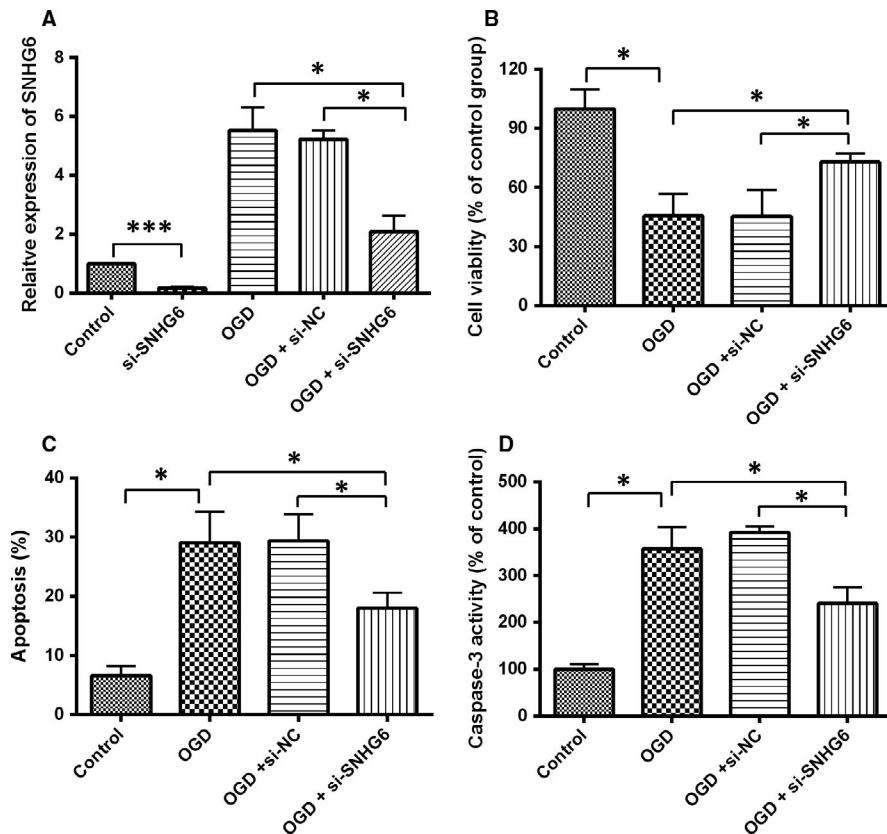 A
Relaitve expression of SNHG6
8
6
4
2
0
***
*
*
Control
si-SNHG6
OGD
OGD + si-NC
OGD + si-SNHG6
B
Cell viablity (% of control group)
120
90
60
30
0
*
*
*
Control
OGD
OGD +si-NC
OGD + si-SNHG6
C
Apoptosis (%)
40
30
20
10
0
*
*
*
Control
OGD
OGD +si-NC
OGD + si-SNHG6
D
Caspase-3 activity (% of control)
500
400
300
200
100
0
*
*
*
Control
OGD
OGD +si-NC
OGD + si-SNHG6